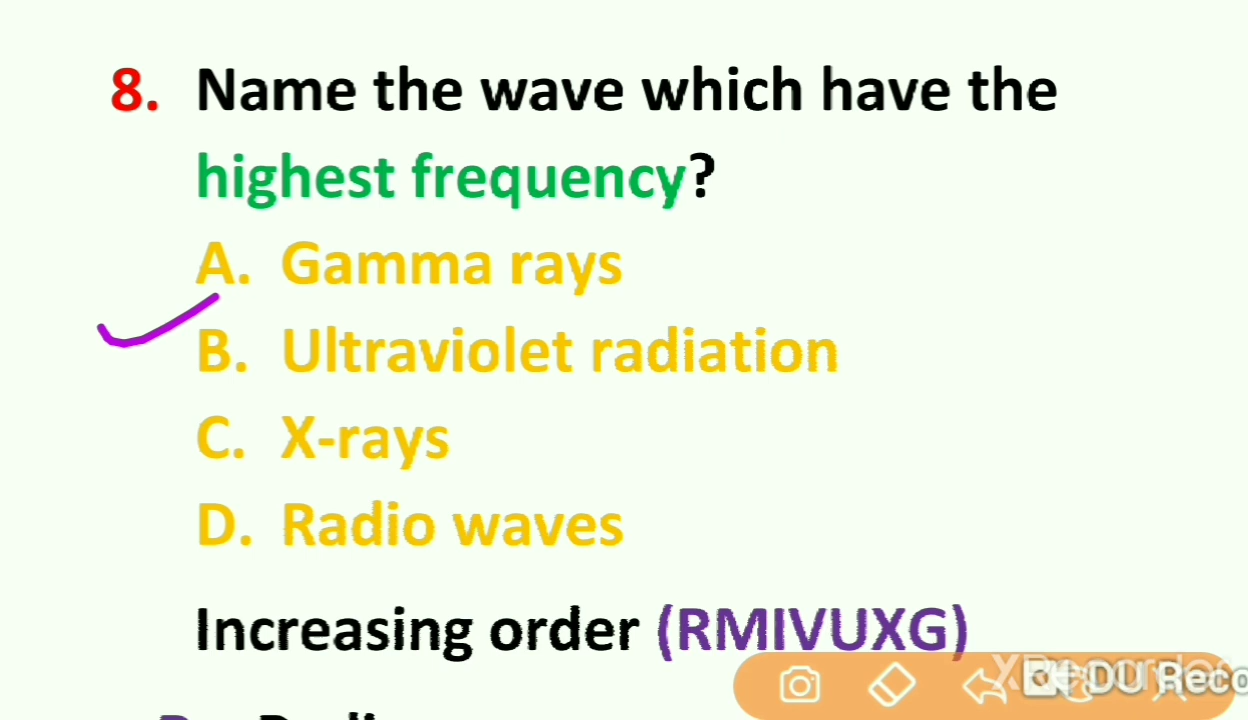 8. Name the wave which have the
highest frequency?
A. Gamma rays
B. Ultraviolet radiation
C. X-rays
D. Radio waves
Increasing order (RMIVUXG)